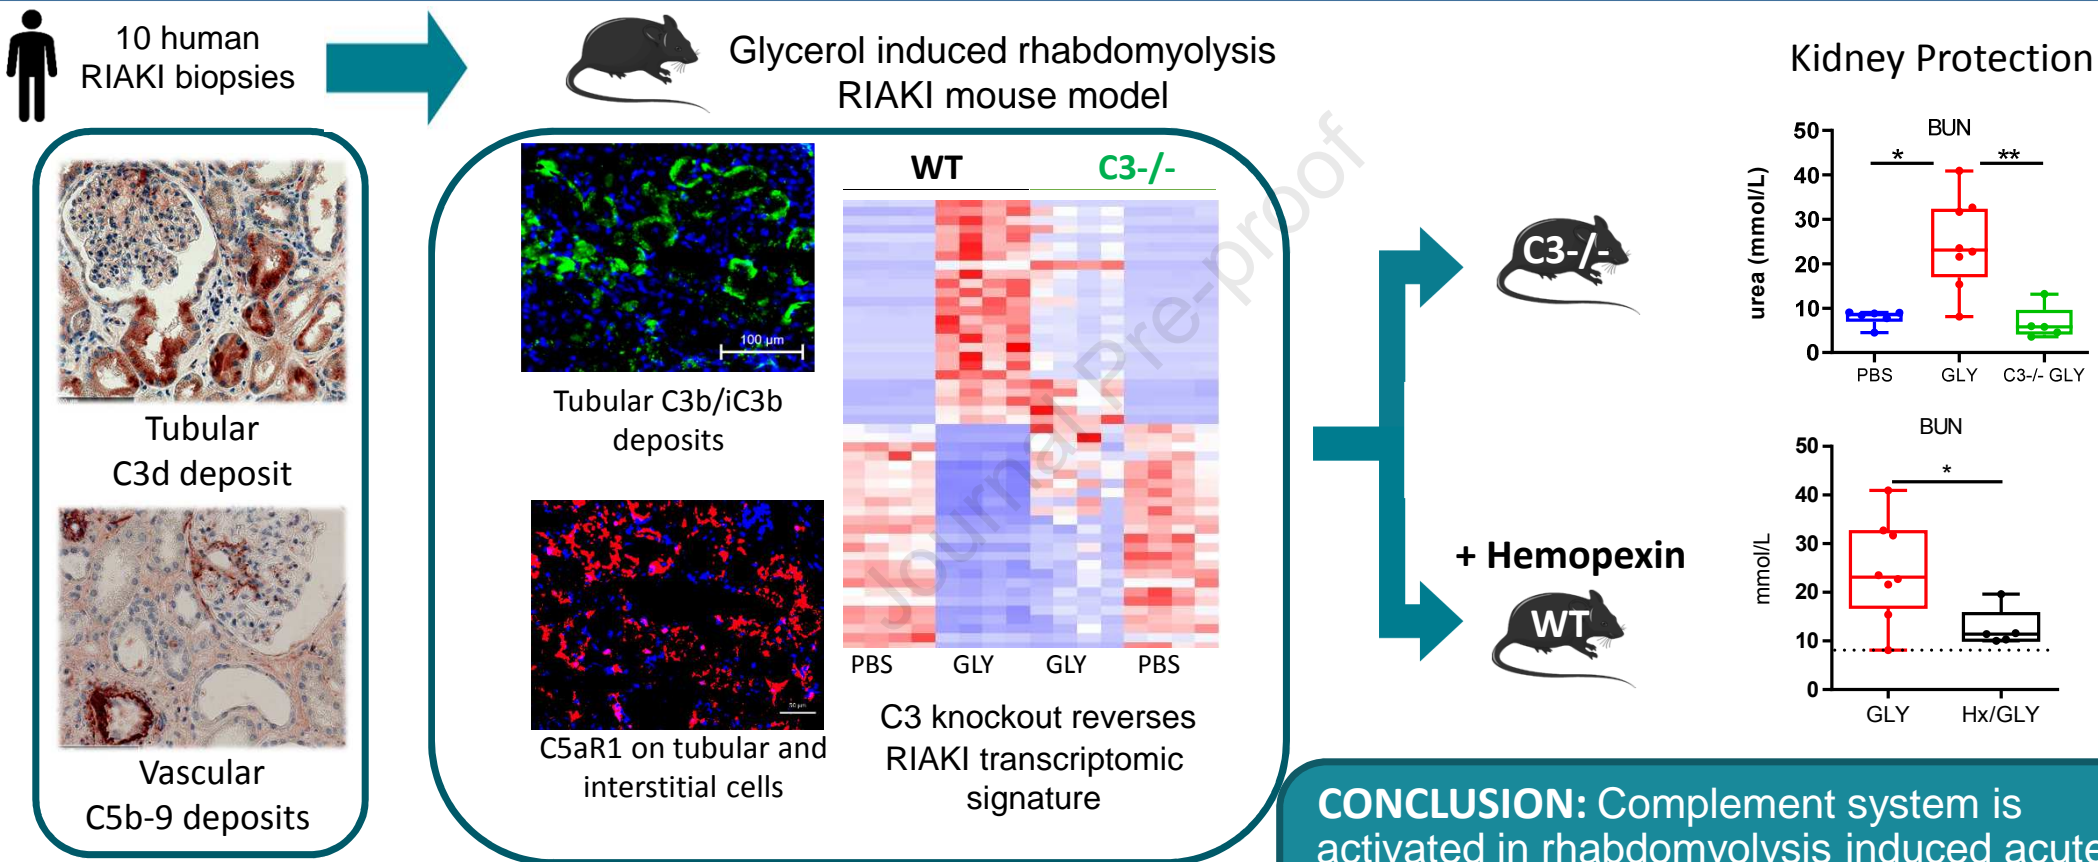 10 human
RIAKI biopsies
Glycerol induced rhabdomyolysis
RIAKI mouse model
Kidney Protection
Tubular
C3d deposit
Vascular
C5b-9 deposits
100 µm
Tubular C3b/iC3b
deposits
50 µm
C5aR1 on tubular and
interstitial cells
WT C3-/-
PBS GLY GLY PBS
C3 knockout reverses
RIAKI transcriptomic
signature
Journal Pre-proof
C3-/-
+ Hemopexin
WT
BUN
* **
urea (mmol/L)
50
40
30
20
10
0
PBS GLY C3-/- GLY
BUN
*
mmol/L
50
40
30
20
10
0
GLY Hx/GLY
CONCLUSION: Complement system is
activated in rhabdomyolysis induced acute